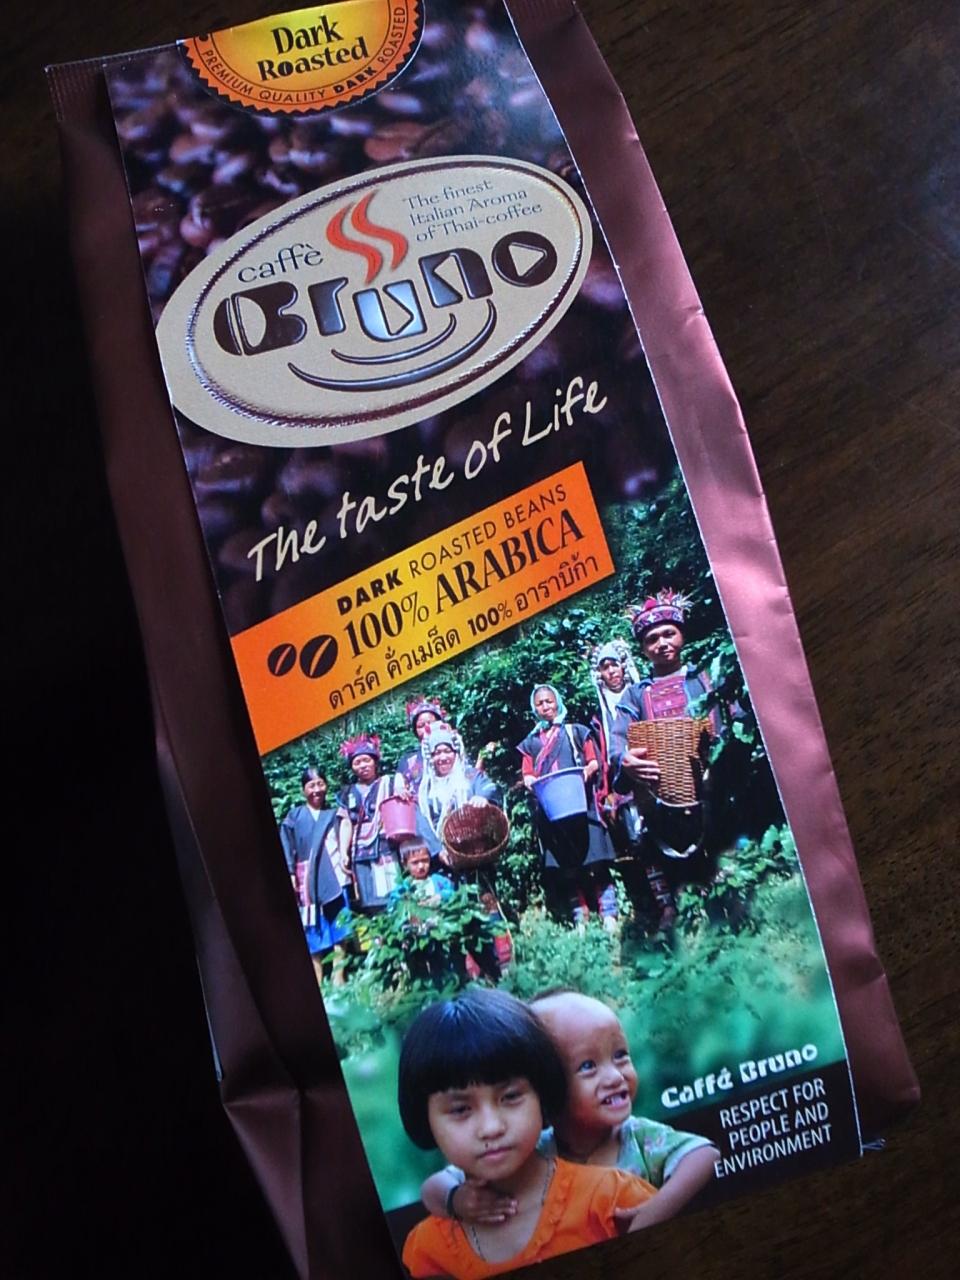 Dark
Roasted
PREMIUM QUALITY DARK ROASTED
caffè
The finest
Italian Aroma
of Thai-coffee
Bruno
The taste of Life
DARK ROASTED BEANS
100% ARABICA
ดาร์ค คั่วเมล็ด 100% อาราบิก้า
Caffé Bruno
RESPECT FOR
PEOPLE AND
ENVIRONMENT